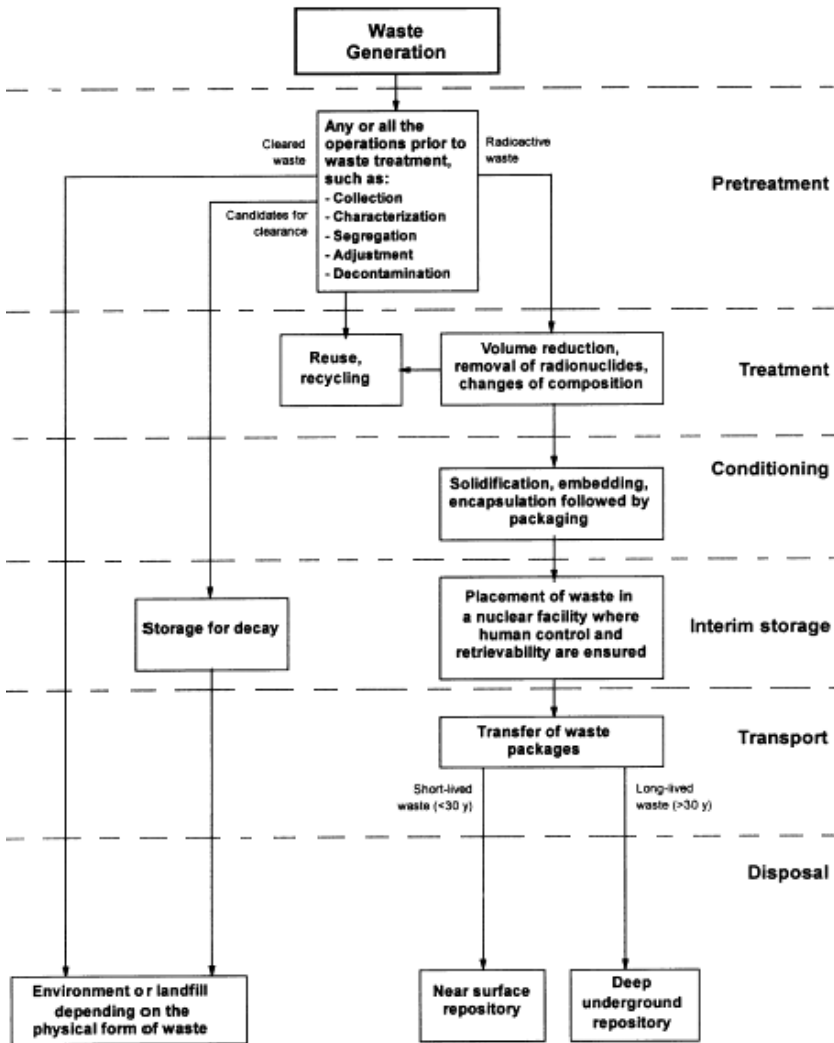 Waste
Generation
Any or all the
operations prior to
waste treatment,
such as:
- Collection
- Characterization
- Segregation
- Adjustment
- Decontamination
Cleared
waste
Radioactive
waste
Candidates for
clearance
Pretreatment
Reuse,
recycling
Volume reduction,
removal of radionuclides,
changes of composition
Treatment
Conditioning
Solidification, embedding,
encapsulation followed by
packaging
Storage for decay
Placement of waste in
a nuclear facility where
human control and
retrievability are ensured
Interim storage
Transfer of waste
packages
Transport
Short-lived
waste (<30 y)
Long-lived
waste (>30 y)
Disposal
Environment or landfill
depending on the
physical form of waste
Near surface
repository
Deep
underground
repository